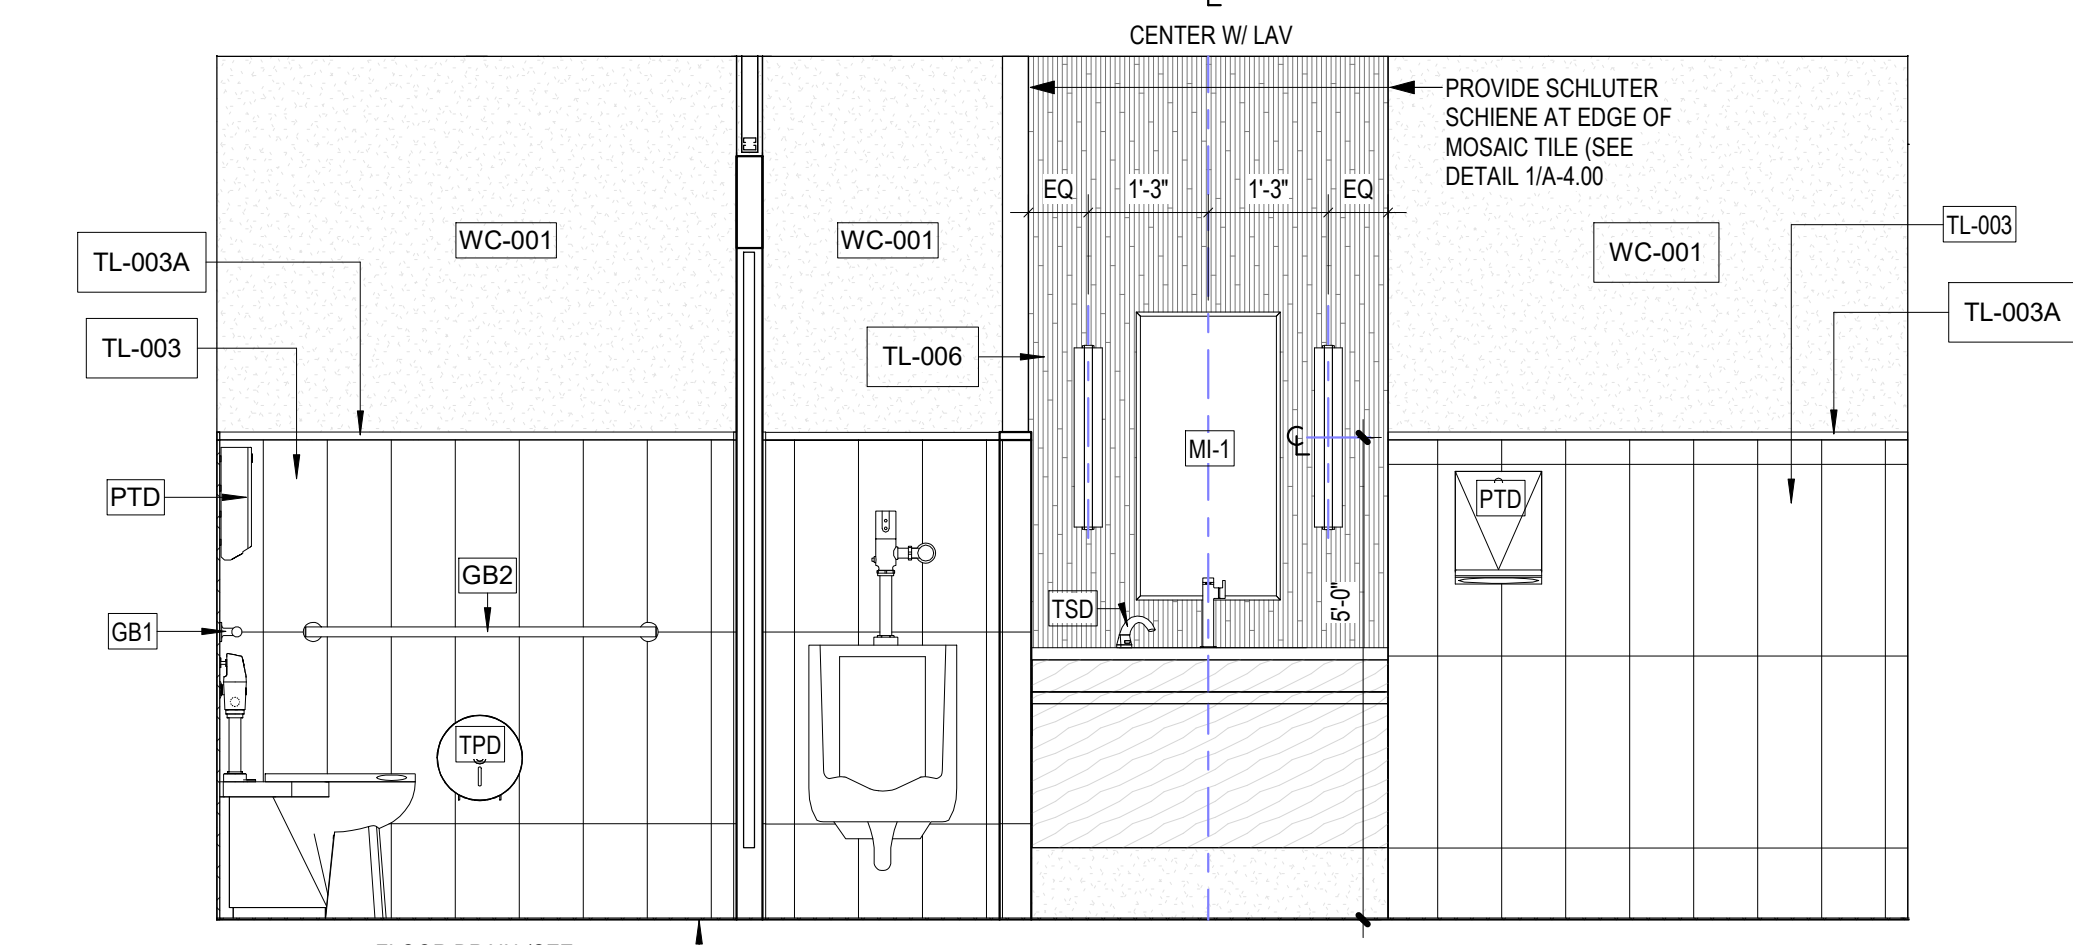 CENTER W/ LAV
PROVIDE SCHLUTER
SCHIENE AT EDGE OF
MOSAIC TILE (SEE
DETAIL 1/A-4.00
EQ
1'-3"
1'-3"
EQ
WC-001
WC-001
WC-001
TL-003
TL-003A
TL-003A
TL-003
TL-006
MI-1
PTD
PTD
GB2
GB1
TSD
5'-0"
TPD